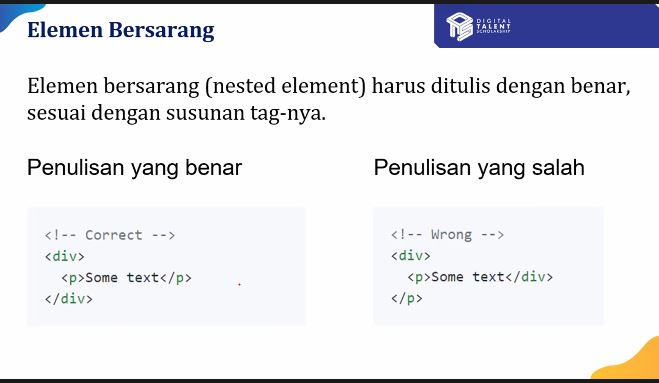 Elemen Bersarang
DIGITAL
TALENT
SCHOLARSHIP
Elemen bersarang (nested element) harus ditulis dengan benar,
sesuai dengan susunan tag-nya.
Penulisan yang benar
<!-- Correct -->
<div>
  <p>Some text</p>
</div>
Penulisan yang salah
<!-- Wrong -->
<div>
  <p>Some text</div>
</p>